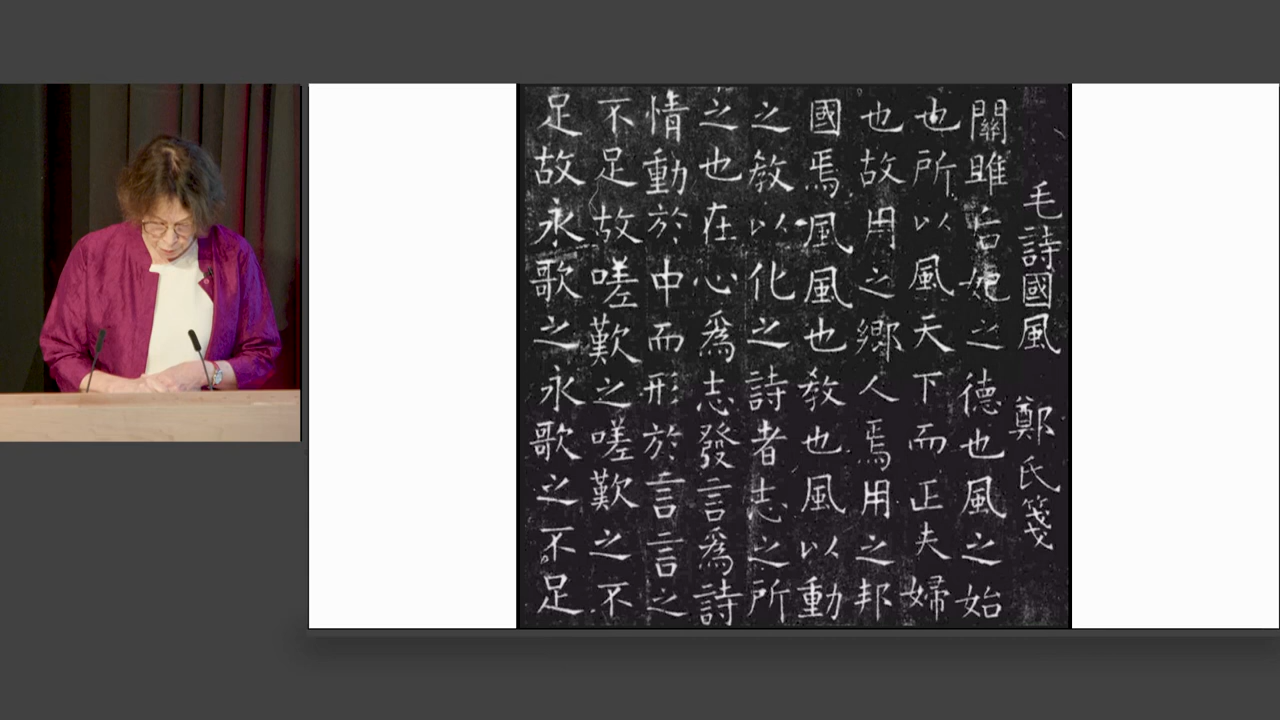 毛詩國風 鄭氏箋
關雎后妃之德也風之始
也所以風天下而正夫婦
也故用之鄉人焉用之邦
國焉風風也教也風以動
之教以化之詩者志之所
之也在心爲志發言爲詩
情動於中而形於言言之
不足故嗟歎之嗟歎之不
足故永歌之永歌之不足